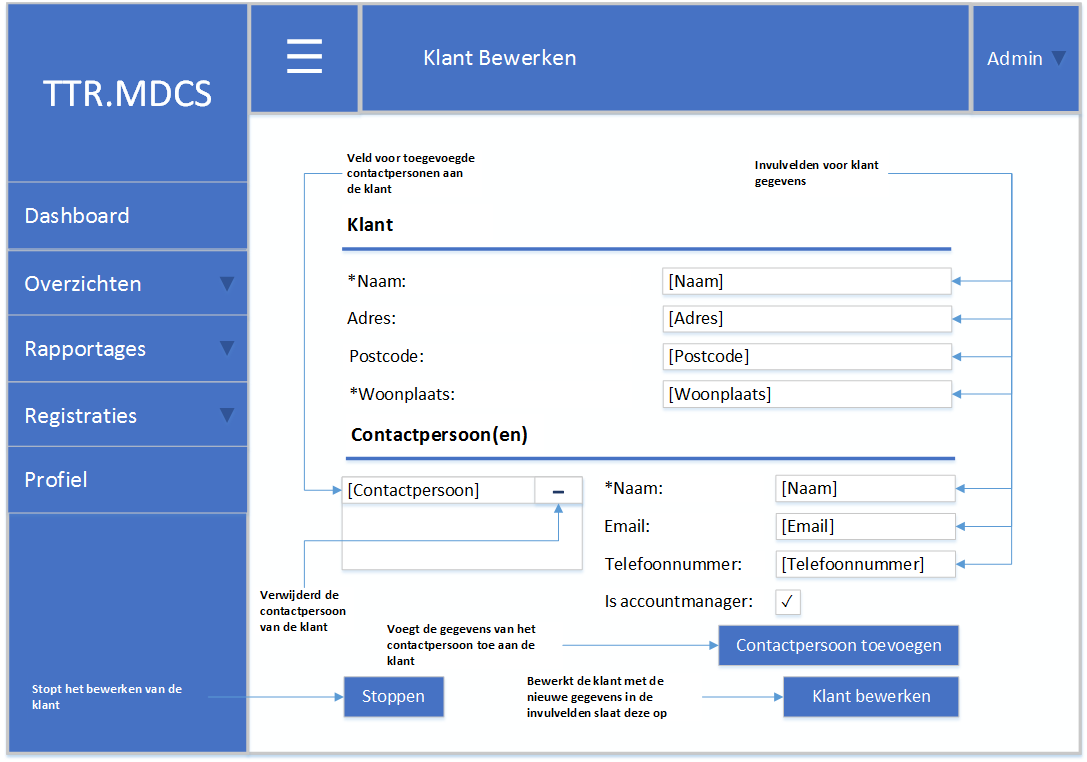 TTR.MDCS
Klant Bewerken
Admin
Dashboard
Overzichten
Rapportages
Registraties
Profiel
Veld voor toegevoegde
contactpersonen aan
de klant
Invulvelden voor klant
gegevens
Klant
*Naam:
[Naam]
Adres:
[Adres]
Postcode:
[Postcode]
*Woonplaats:
[Woonplaats]
Contactpersoon(en)
[Contactpersoon] –
*Naam:
[Naam]
Email:
[Email]
Telefoonnummer:
[Telefoonnummer]
Is accountmanager: ✓
Verwijderd de
contactpersoon
van de klant
Voegt de gegevens van het
contactpersoon toe aan de
klant
Contactpersoon toevoegen
Stopt het bewerken van de
klant
Stoppen
Bewerkt de klant met de
nieuwe gegevens in de
invulvelden slaat deze op
Klant bewerken